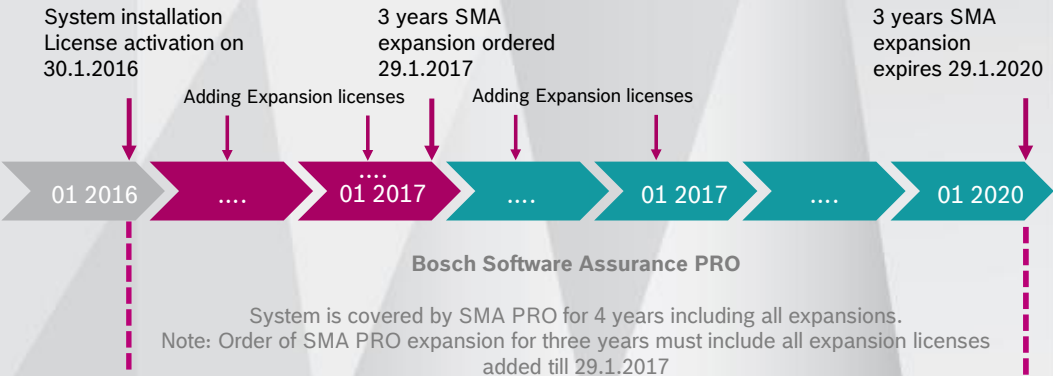 System installation
License activation on
30.1.2016
3 years SMA
expansion ordered
29.1.2017
3 years SMA
expansion
expires 29.1.2020
Adding Expansion licenses
Adding Expansion licenses
01 2016
....
....
01 2017
....
01 2017
....
01 2020
Bosch Software Assurance PRO
System is covered by SMA PRO for 4 years including all expansions.
Note: Order of SMA PRO expansion for three years must include all expansion licenses
added till 29.1.2017